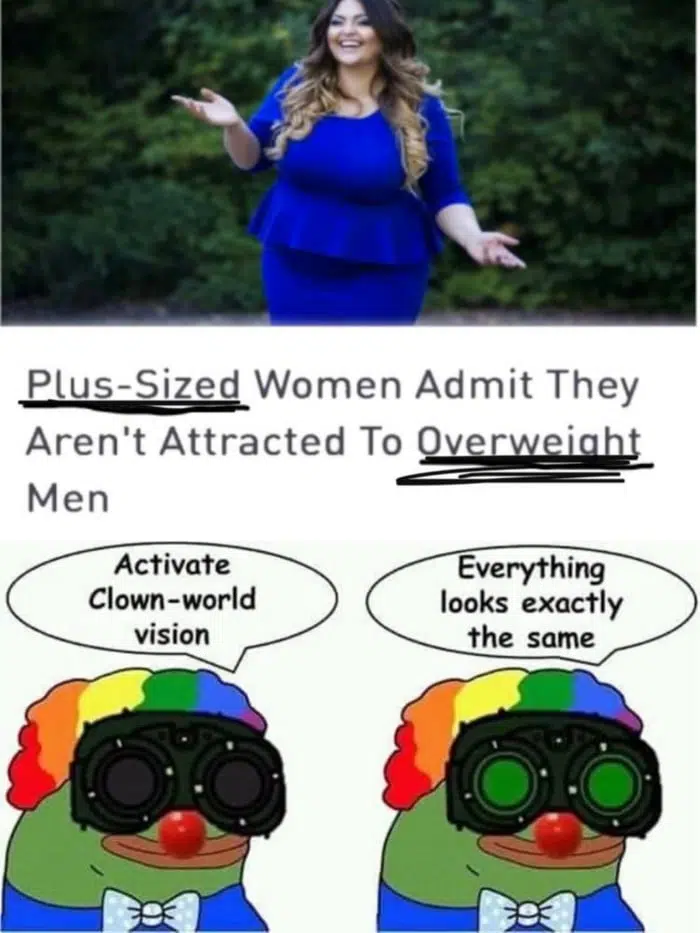 Plus-Sized Women Admit They
Aren't Attracted To Overweight
Men
Activate
Clown-world
vision
Everything
looks exactly
the same